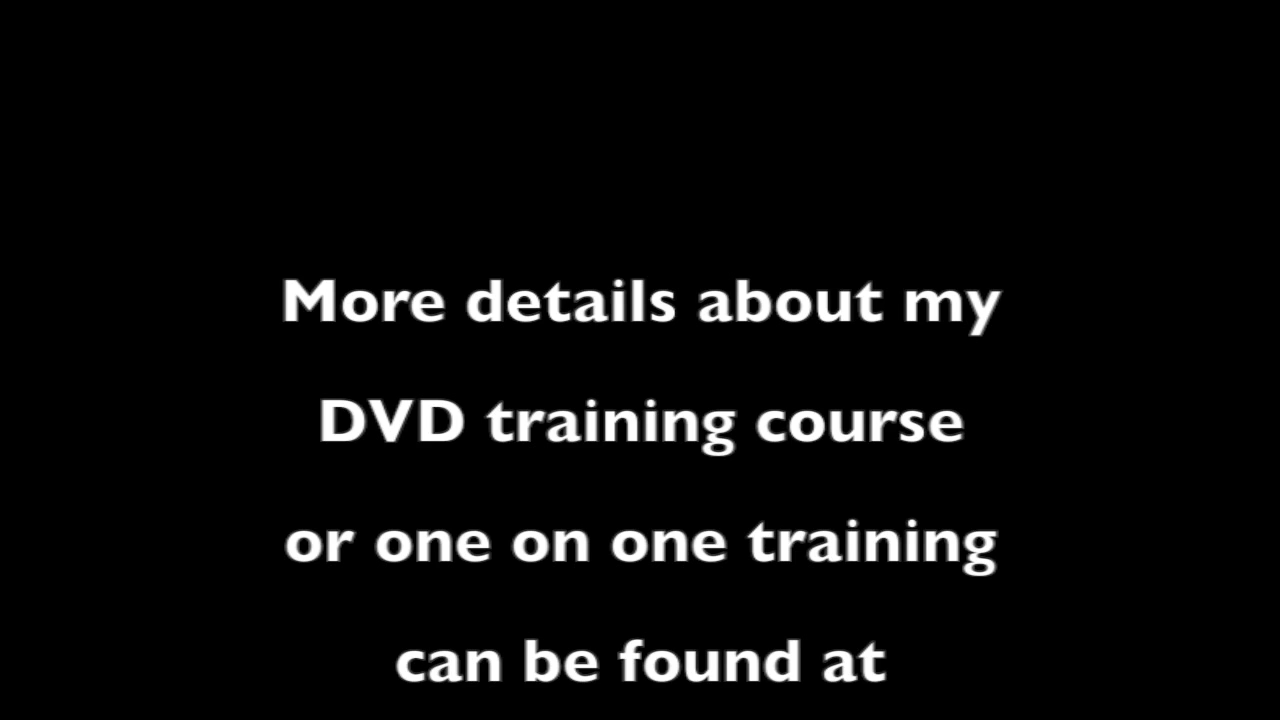 More details about my
DVD training course
or one on one training
can be found at